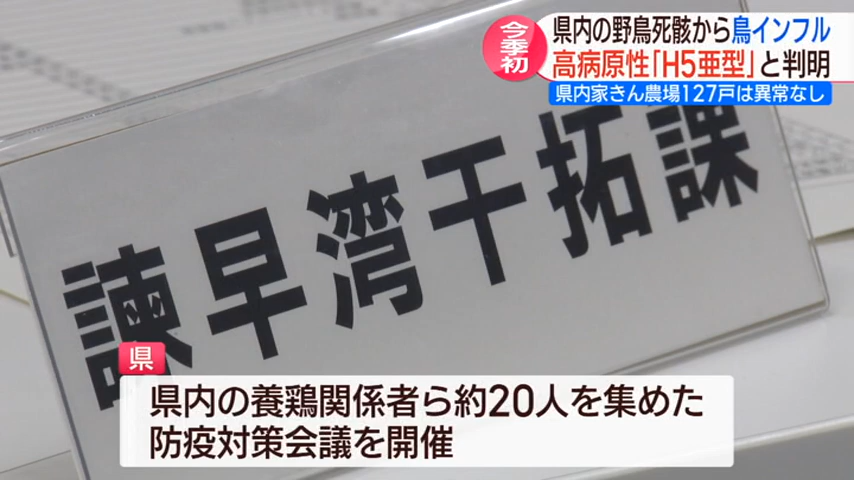 今季初
県内の野鳥死骸から鳥インフル
高病原性「H5亜型」と判明
県内家きん農場127戸は異常なし
諫早湾干拓課
県
県内の養鶏関係者ら約20人を集めた
防疫対策会議を開催